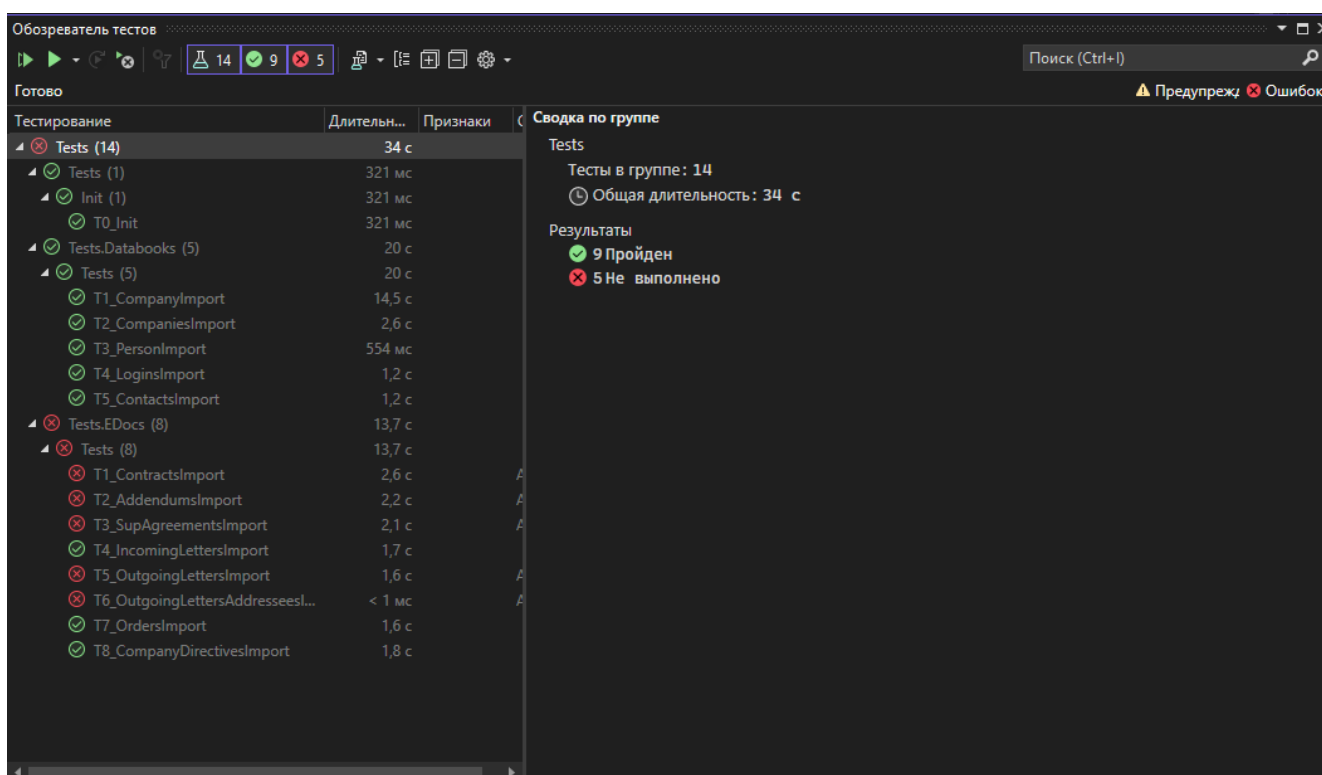 Обозреватель тестов
14 9 5 Поиск (Ctrl+I)
Готово Предупреж Ошибок
Тестирование Длительн... Признаки
Tests (14) 34 с
Tests (1) 321 мс
Init (1) 321 мс
T0_Init 321 мс
Tests.Databooks (5) 20 с
Tests (5) 20 с
T1_CompanyImport 14,5 с
T2_CompaniesImport 2,6 с
T3_PersonImport 554 мс
T4_LoginsImport 1,2 с
T5_ContactsImport 1,2 с
Tests.EDocs (8) 13,7 с
Tests (8) 13,7 с
T1_ContractsImport 2,6 с
T2_AddendumsImport 2,2 с
T3_SupAgreementsImport 2,1 с
T4_IncomingLettersImport 1,7 с
T5_OutgoingLettersImport 1,6 с
T6_OutgoingLettersAddresseesI... < 1 мс
T7_OrdersImport 1,6 с
T8_CompanyDirectivesImport 1,8 с
Сводка по группе
Tests
Тесты в группе: 14
Общая длительность: 34 с
Результаты
9 Пройден
5 Не выполнено